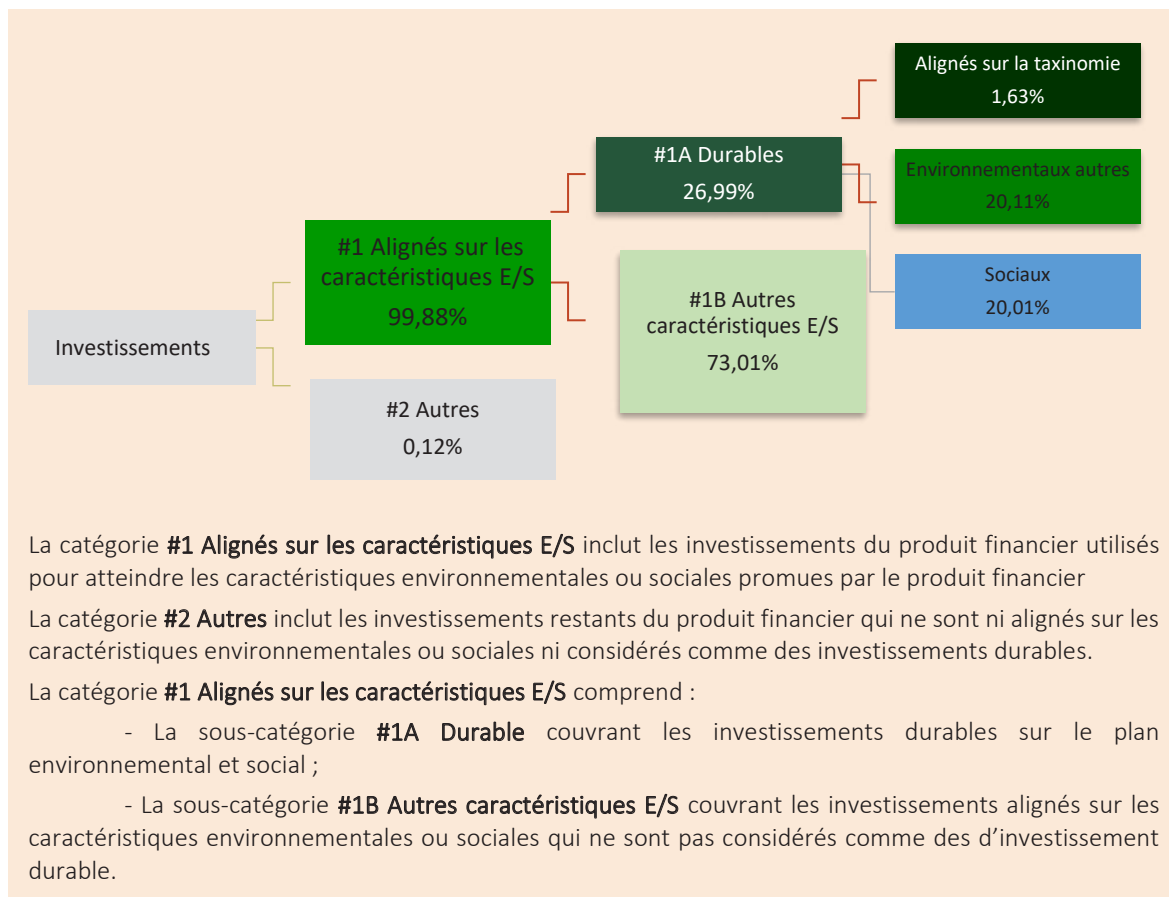 Investissements
#1 Alignés sur les
caractéristiques E/S
99,88%
#2 Autres
0,12%
#1A Durables
26,99%
#1B Autres
caractéristiques E/S
73,01%
Alignés sur la taxinomie
1,63%
Environnementaux autres
20,11%
Sociaux
20,01%
La catégorie #1 Alignés sur les caractéristiques E/S inclut les investissements du produit financier utilisés
pour atteindre les caractéristiques environnementales ou sociales promues par le produit financier
La catégorie #2 Autres inclut les investissements restants du produit financier qui ne sont ni alignés sur les
caractéristiques environnementales ou sociales ni considérés comme des investissements durables.
La catégorie #1 Alignés sur les caractéristiques E/S comprend :
- La sous-catégorie #1A Durable couvrant les investissements durables sur le plan
environnemental et social ;
- La sous-catégorie #1B Autres caractéristiques E/S couvrant les investissements alignés sur les
caractéristiques environnementales ou sociales qui ne sont pas considérés comme des d’investissement
durable.